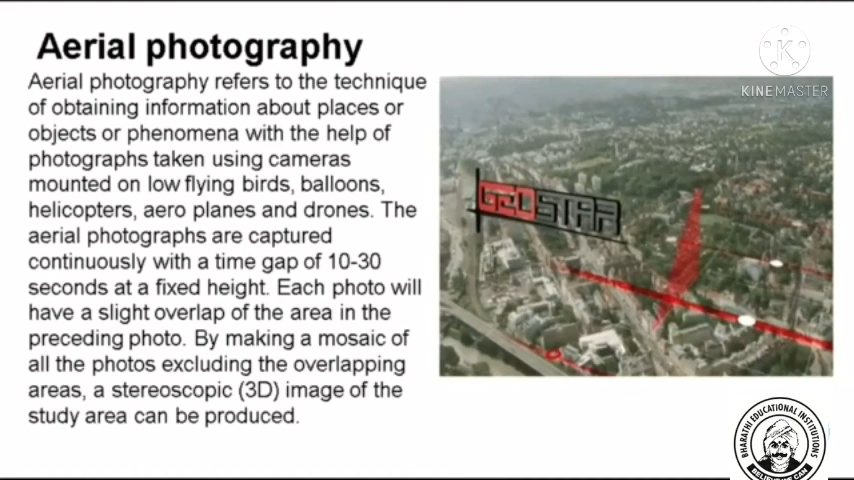 Aerial photography
Aerial photography refers to the technique
of obtaining information about places or
objects or phenomena with the help of
photographs taken using cameras
mounted on low flying birds, balloons,
helicopters, aero planes and drones. The
aerial photographs are captured
continuously with a time gap of 10-30
seconds at a fixed height. Each photo will
have a slight overlap of the area in the
preceding photo. By making a mosaic of
all the photos excluding the overlapping
areas, a stereoscopic (3D) image of the
study area can be produced.
K
KINEMASTER
GEOSTAR
BHARATHI EDUCATIONAL INSTITUTIONS
CAN